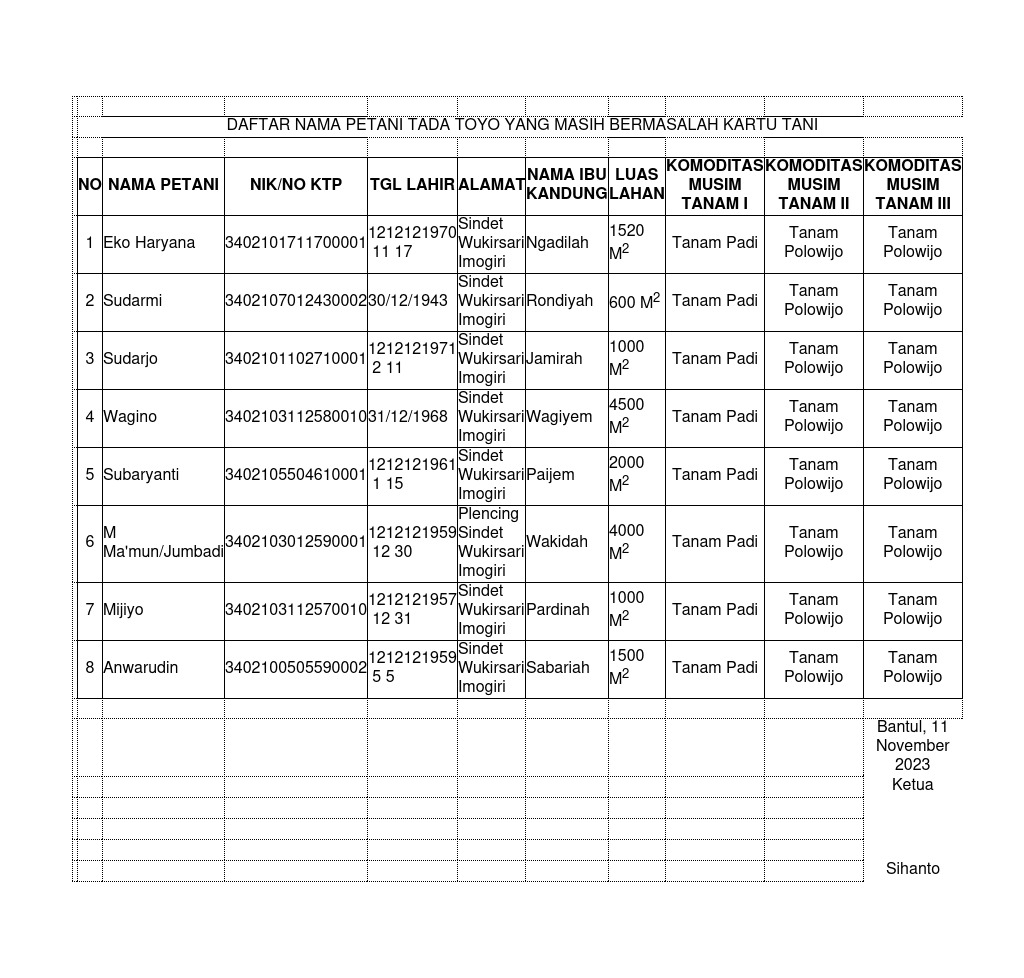 DAFTAR NAMA PETANI TADA TOYO YANG MASIH BERMASALAH KARTU TANI
NO NAMA PETANI NIK/NO KTP TGL LAHIR ALAMAT NAMA IBU KANDUNG LUAS LAHAN KOMODITAS MUSIM TANAM I KOMODITAS MUSIM TANAM II KOMODITAS MUSIM TANAM III
1 Eko Haryana 3402101711700001 1212121970 11 17 Sindet Wukirsari Imogiri Ngadilah 1520 M² Tanam Padi Tanam Polowijo Tanam Polowijo
2 Sudarmi 3402107012430002 30/12/1943 Sindet Wukirsari Imogiri Rondiyah 600 M² Tanam Padi Tanam Polowijo Tanam Polowijo
3 Sudarjo 3402101102710001 1212121971 2 11 Sindet Wukirsari Imogiri Jamirah 1000 M² Tanam Padi Tanam Polowijo Tanam Polowijo
4 Wagino 3402103112580010 31/12/1968 Sindet Wukirsari Imogiri Wagiyem 4500 M² Tanam Padi Tanam Polowijo Tanam Polowijo
5 Subaryanti 3402105504610001 1212121961 1 15 Sindet Wukirsari Imogiri Paijem 2000 M² Tanam Padi Tanam Polowijo Tanam Polowijo
6 M Ma'mun/Jumbadi 3402103012590001 1212121959 12 30 Plencing Sindet Wukirsari Imogiri Wakidah 4000 M² Tanam Padi Tanam Polowijo Tanam Polowijo
7 Mijiyo 3402103112570010 1212121957 12 31 Sindet Wukirsari Imogiri Pardinah 1000 M² Tanam Padi Tanam Polowijo Tanam Polowijo
8 Anwarudin 3402100505590002 1212121959 5 5 Sindet Wukirsari Imogiri Sabariah 1500 M² Tanam Padi Tanam Polowijo Tanam Polowijo
Bantul, 11
November
2023
Ketua
Sihanto